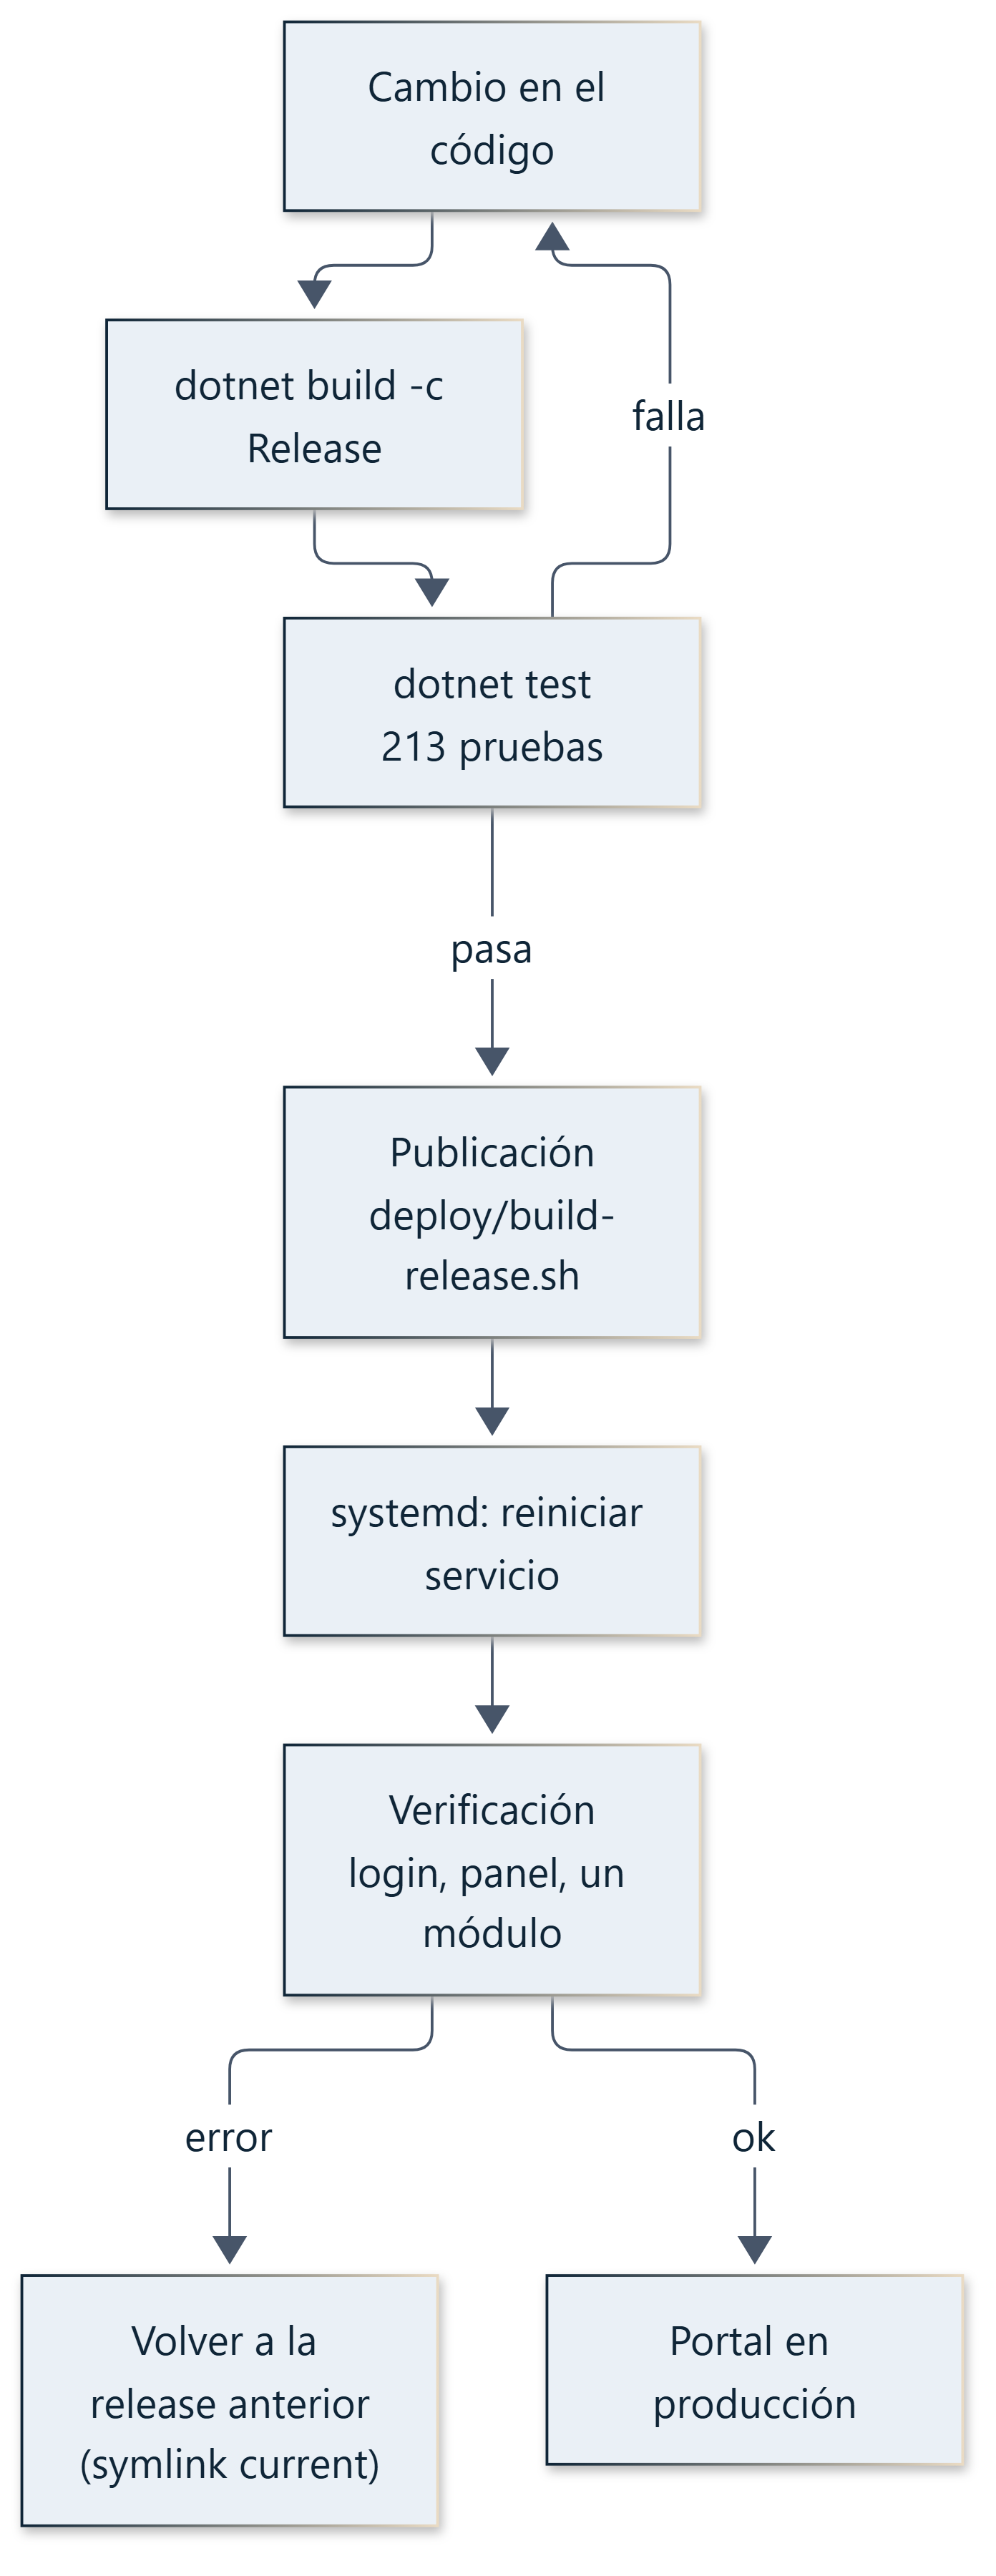 Cambio en el
código
dotnet build -c
Release
falla
dotnet test
213 pruebas
pasa
Publicación
deploy/build-
release.sh
systemd: reiniciar
servicio
Verificación
login, panel, un
módulo
error
ok
Volver a la
release anterior
(symlink current)
Portal en
producción